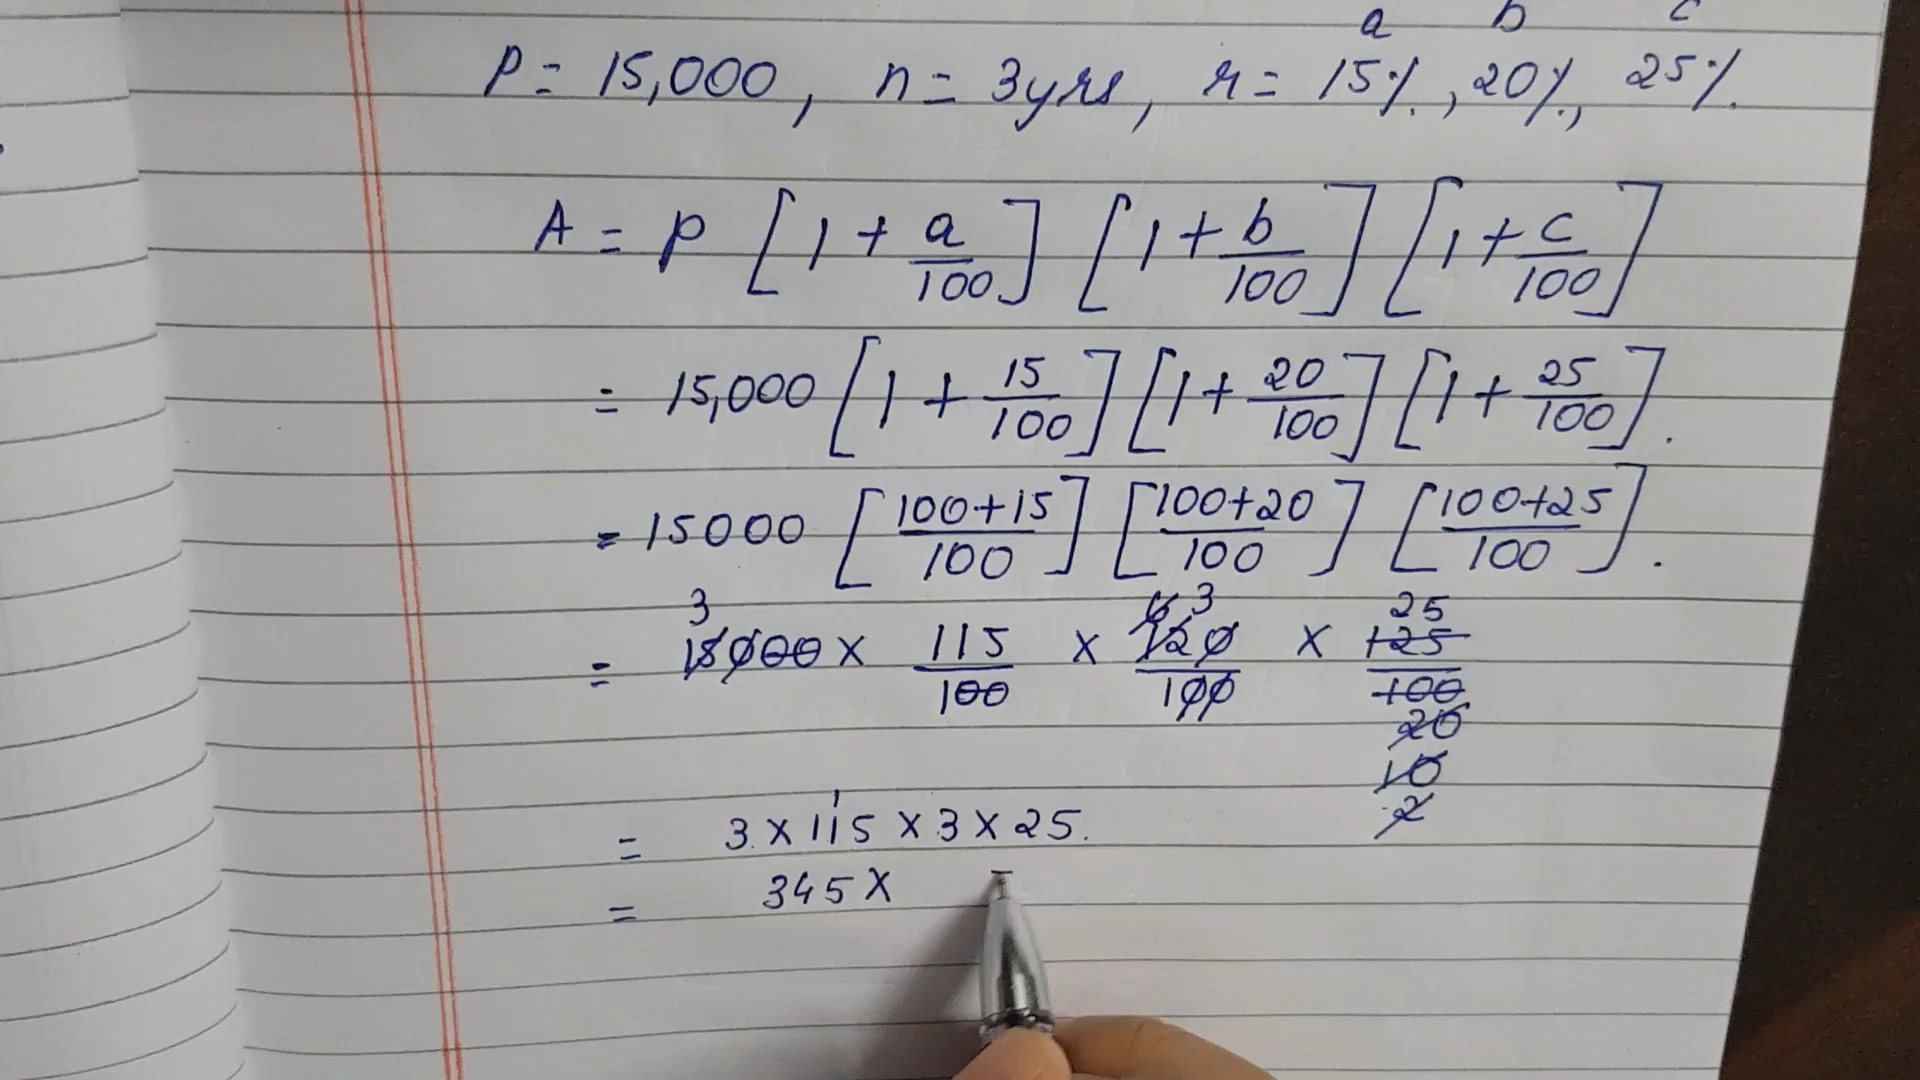 a b c
P = 15,000, n = 3yrs, r = 15%, 20%, 25%.
A = P [1 + a/100] [1 + b/100] [1 + c/100]
= 15,000 [1 + 15/100] [1 + 20/100] [1 + 25/100].
= 15000 [100+15/100] [100+20/100] [100+25/100].
3 6 3 25
= 15000 x 115/100 x 120/100 x 125/100
20
10
2
1
= 3 x 115 x 3 x 25.
= 345 x